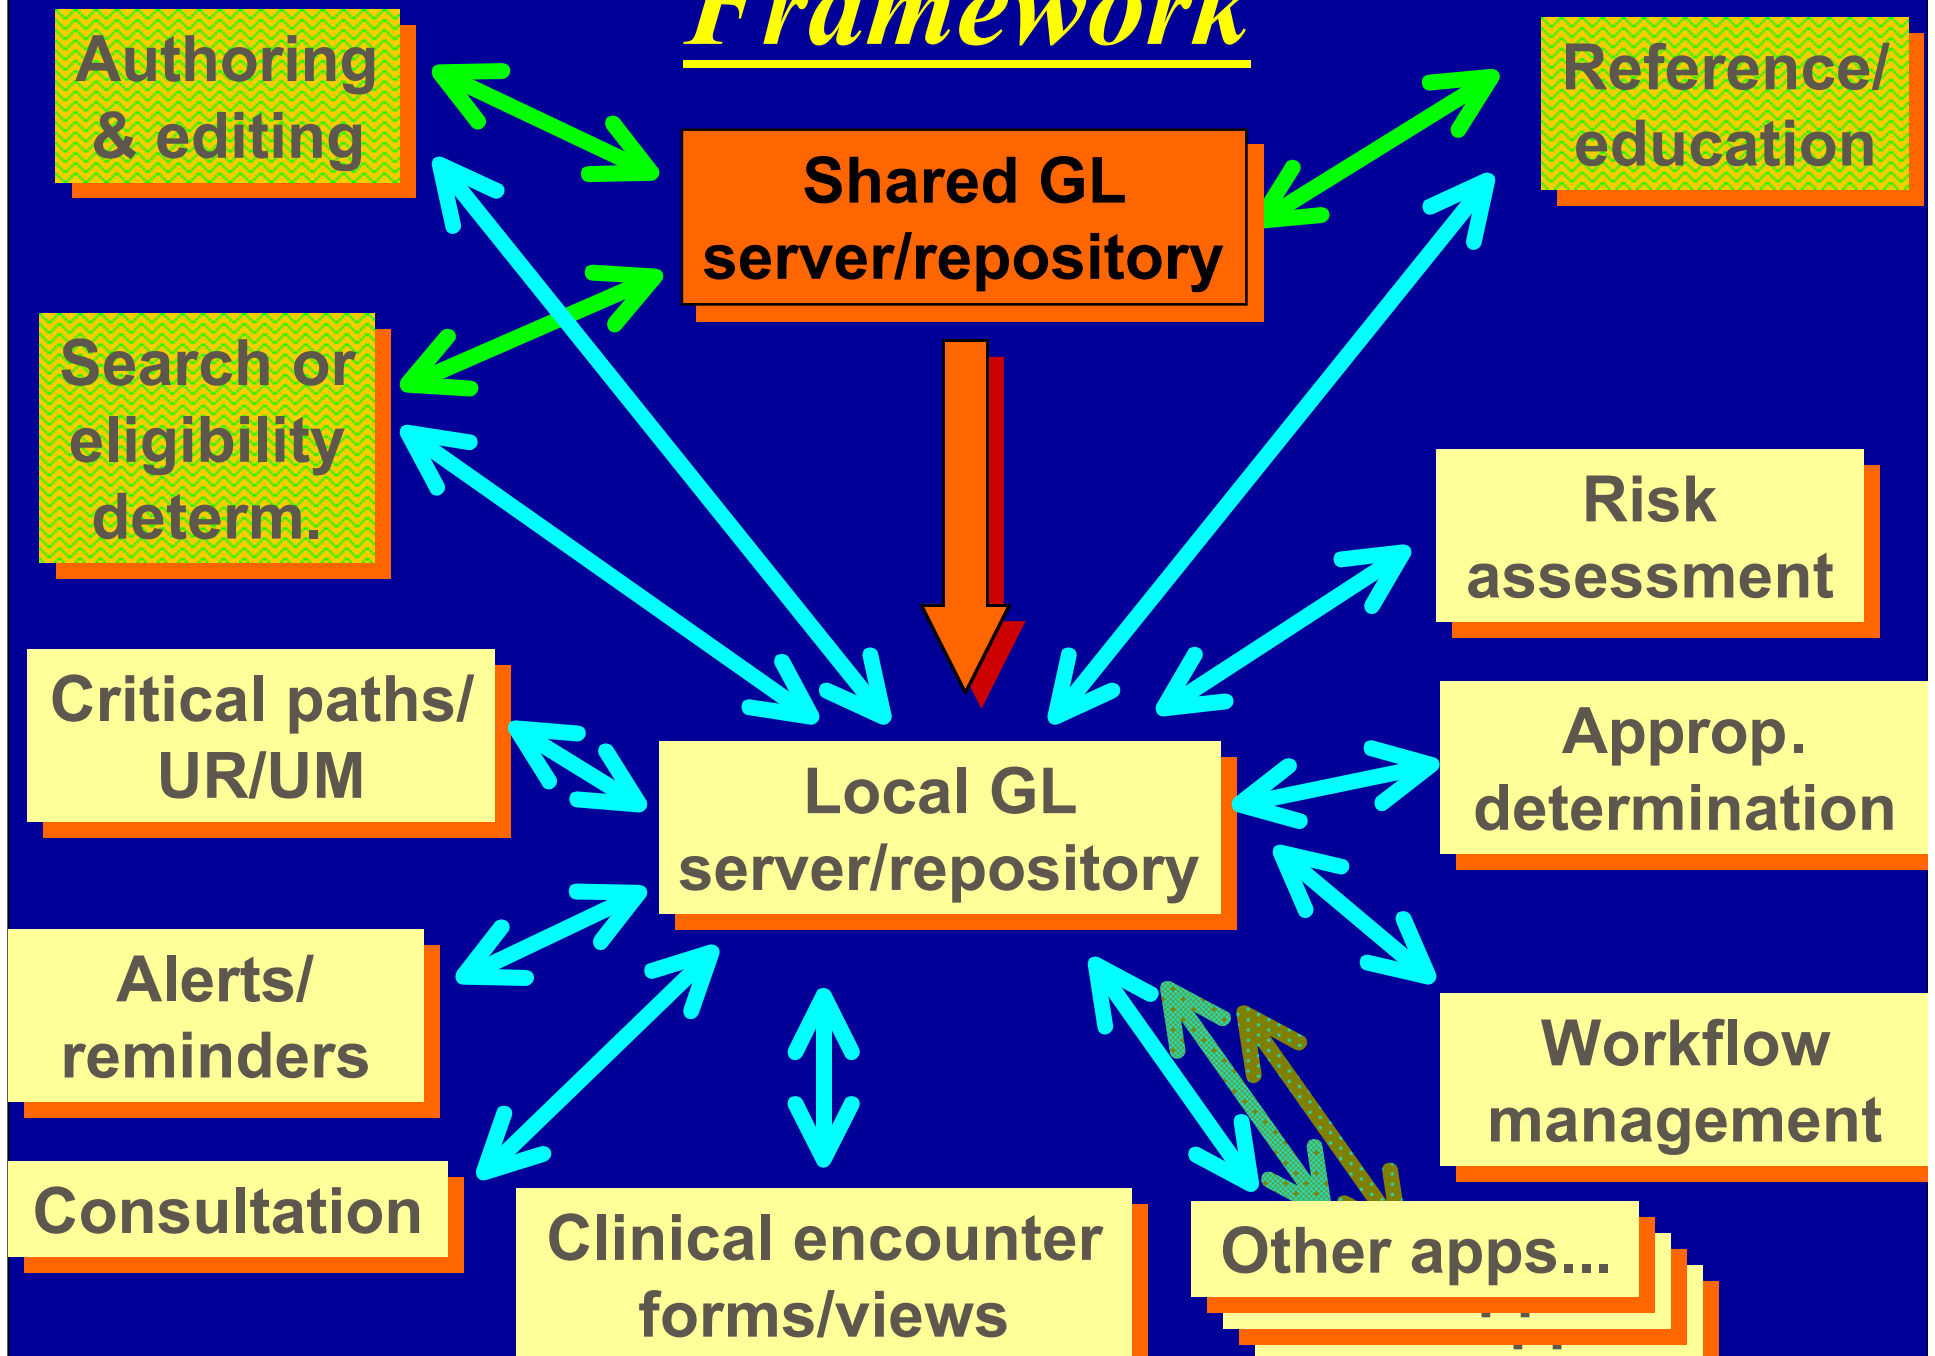 Framework
Authoring
& editing
Reference/
education
Shared GL
server/repository
Search or
eligibility
determ.
Risk
assessment
Critical paths/
UR/UM
Approp.
determination
Local GL
server/repository
Alerts/
reminders
Workflow
management
Consultation
Clinical encounter
forms/views
Other apps...